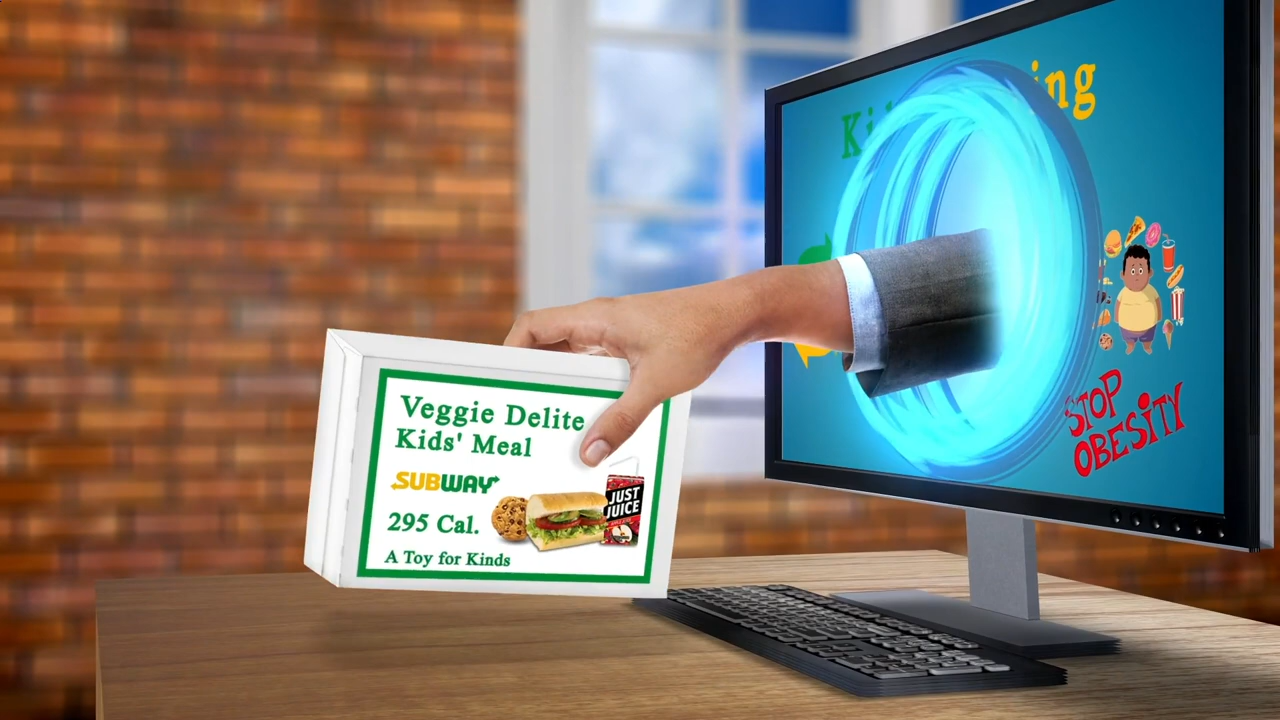 Veggie Delite
Kids' Meal
SUBWAY
295 Cal.
A Toy for Kinds
JUST
JUICE
STOP
OBESITY